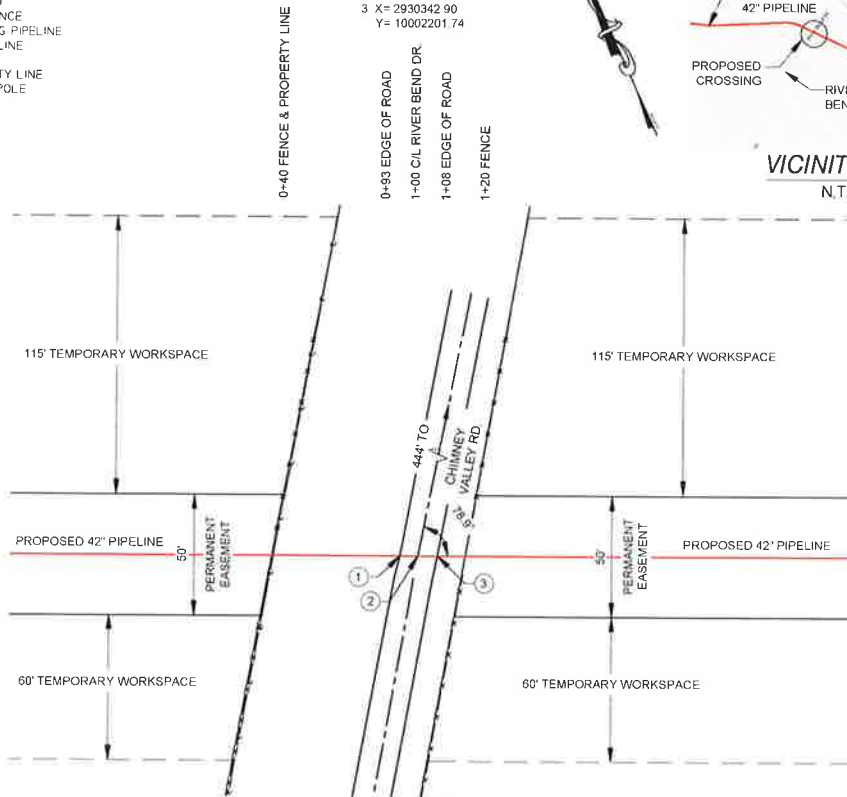 NCE
G PIPELINE
LINE
TY LINE
POLE
3 X= 2930342.90
Y= 10002201.74
0+40 FENCE & PROPERTY LINE
0+93 EDGE OF ROAD
1+00 C/L RIVER BEND DR.
1+08 EDGE OF ROAD
1+20 FENCE
42" PIPELINE
PROPOSED
CROSSING
RIVE
BEN
VICINIT
N.T.
115' TEMPORARY WORKSPACE
115' TEMPORARY WORKSPACE
444' TO
CHIMNEY
VALLEY RD
78.9°
PROPOSED 42" PIPELINE
50'
PERMANENT
EASEMENT
1
2
3
50'
PERMANENT
EASEMENT
PROPOSED 42" PIPELINE
60' TEMPORARY WORKSPACE
60' TEMPORARY WORKSPACE